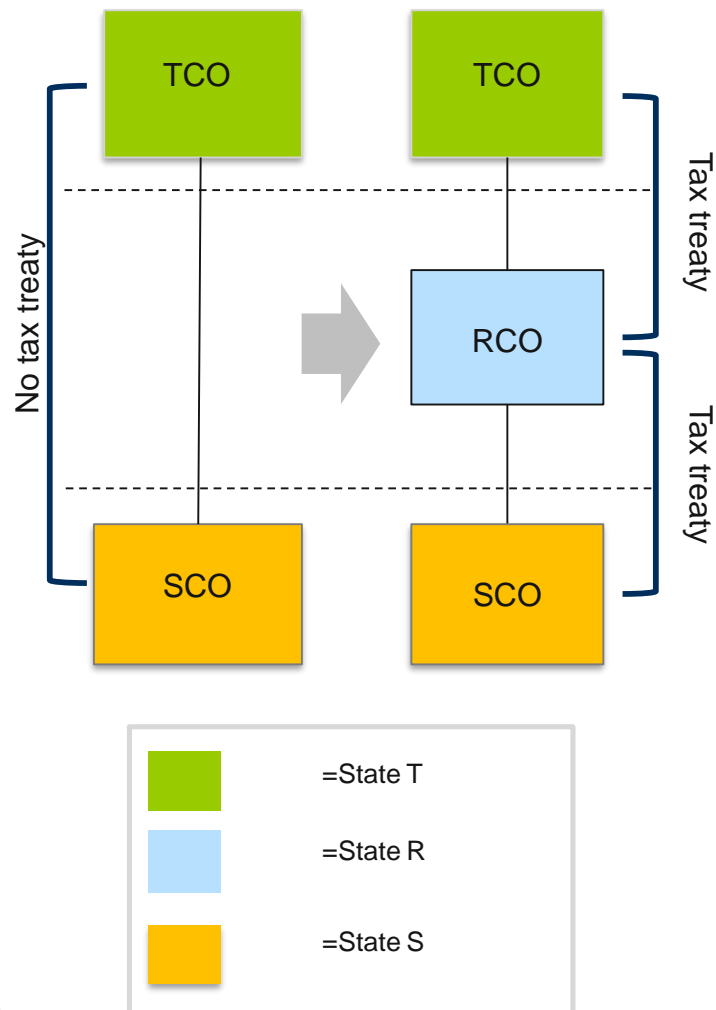 TCO
TCO
No tax treaty
Tax treaty
RCO
Tax treaty
SCO
SCO
=State T
=State R
=State S